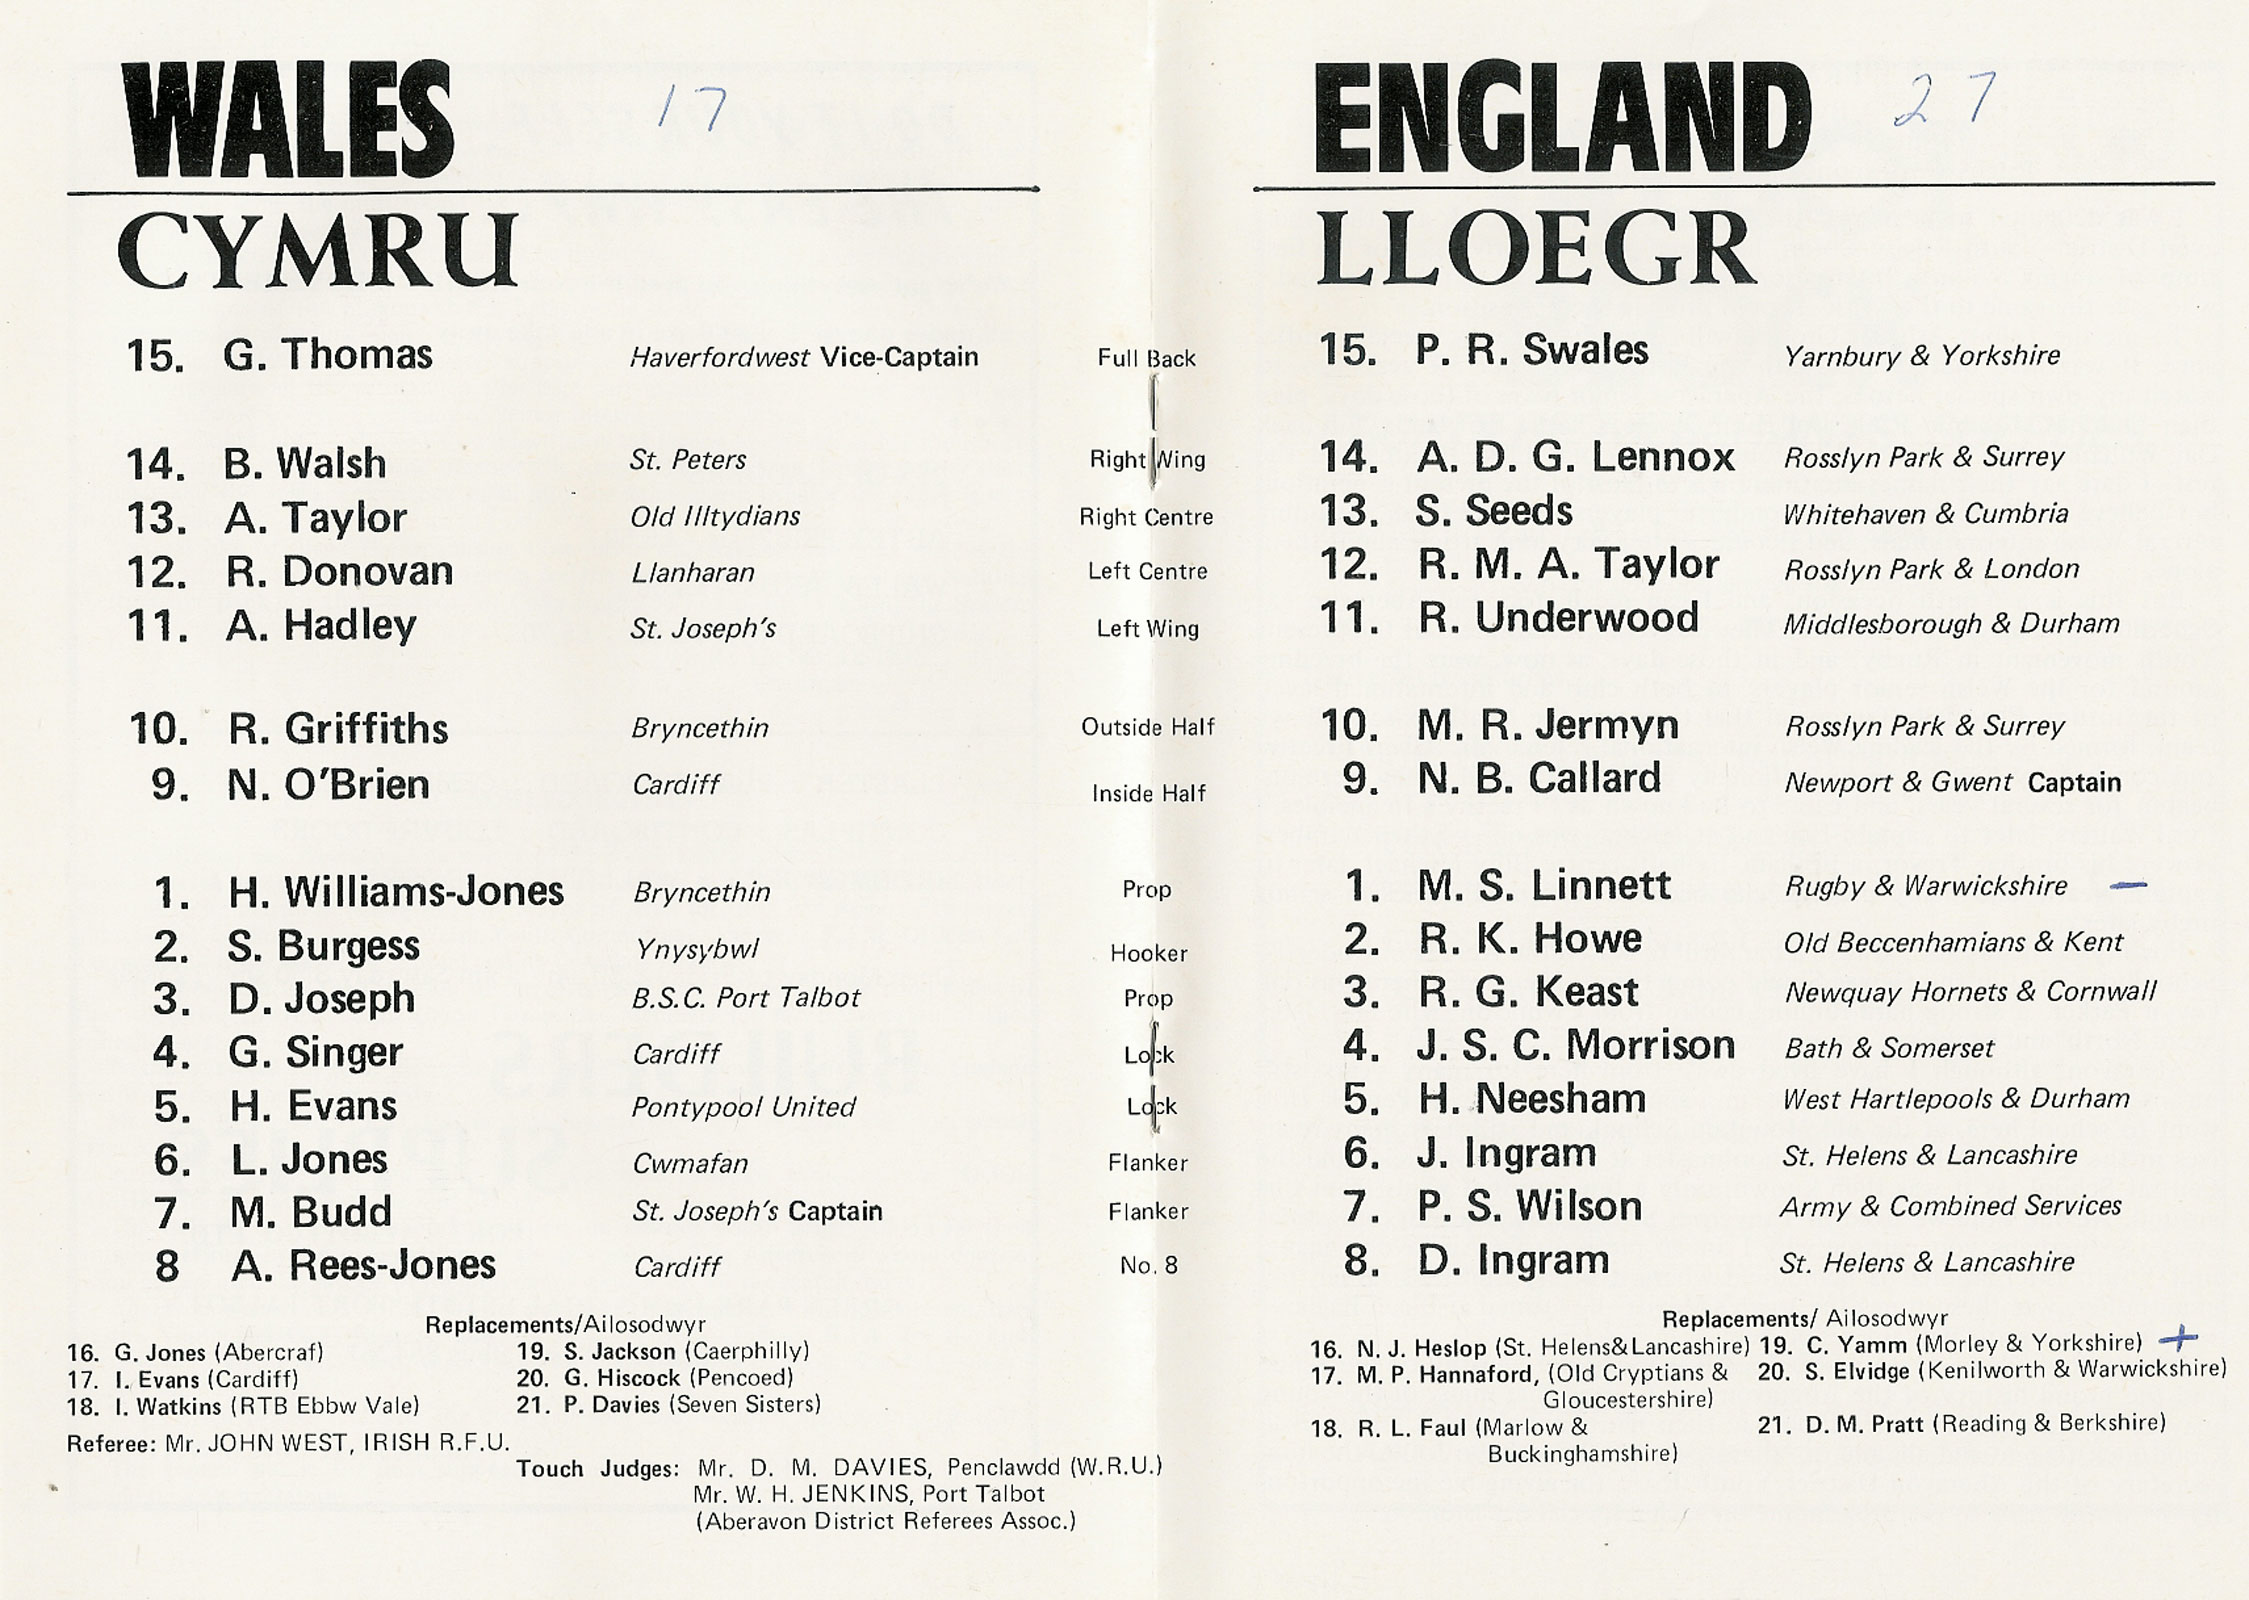 WALES 17
CYMRU
15. G. Thomas Haverfordwest Vice-Captain Full Back
14. B. Walsh St. Peters Right Wing
13. A. Taylor Old Illtydians Right Centre
12. R. Donovan Llanharan Left Centre
11. A. Hadley St. Joseph's Left Wing
10. R. Griffiths Bryncethin Outside Half
9. N. O'Brien Cardiff Inside Half
1. H. Williams-Jones Bryncethin Prop
2. S. Burgess Ynysybwl Hooker
3. D. Joseph B.S.C. Port Talbot Prop
4. G. Singer Cardiff Lock
5. H. Evans Pontypool United Lock
6. L. Jones Cwmafan Flanker
7. M. Budd St. Joseph's Captain Flanker
8 A. Rees-Jones Cardiff No. 8
Replacements/Ailosodwyr
16. G. Jones (Abercraf) 19. S. Jackson (Caerphilly)
17. I. Evans (Cardiff) 20. G. Hiscock (Pencoed)
18. I. Watkins (RTB Ebbw Vale) 21. P. Davies (Seven Sisters)
Referee: Mr. JOHN WEST, IRISH R.F.U.
Touch Judges: Mr. D. M. DAVIES, Penclawdd (W.R.U.)
Mr. W. H. JENKINS, Port Talbot
(Aberavon District Referees Assoc.)
ENGLAND 27
LLOEGR
15. P. R. Swales Yarnbury & Yorkshire
14. A. D. G. Lennox Rosslyn Park & Surrey
13. S. Seeds Whitehaven & Cumbria
12. R. M. A. Taylor Rosslyn Park & London
11. R. Underwood Middlesborough & Durham
10. M. R. Jermyn Rosslyn Park & Surrey
9. N. B. Callard Newport & Gwent Captain
1. M. S. Linnett Rugby & Warwickshire –
2. R. K. Howe Old Beccenhamians & Kent
3. R. G. Keast Newquay Hornets & Cornwall
4. J. S. C. Morrison Bath & Somerset
5. H. Neesham West Hartlepools & Durham
6. J. Ingram St. Helens & Lancashire
7. P. S. Wilson Army & Combined Services
8. D. Ingram St. Helens & Lancashire
Replacements/ Ailosodwyr
16. N. J. Heslop (St. Helens&Lancashire) 19. C. Yamm (Morley & Yorkshire) +
17. M. P. Hannaford, (Old Cryptians & 20. S. Elvidge (Kenilworth & Warwickshire)
Gloucestershire)
18. R. L. Faul (Marlow & 21. D. M. Pratt (Reading & Berkshire)
Buckinghamshire)